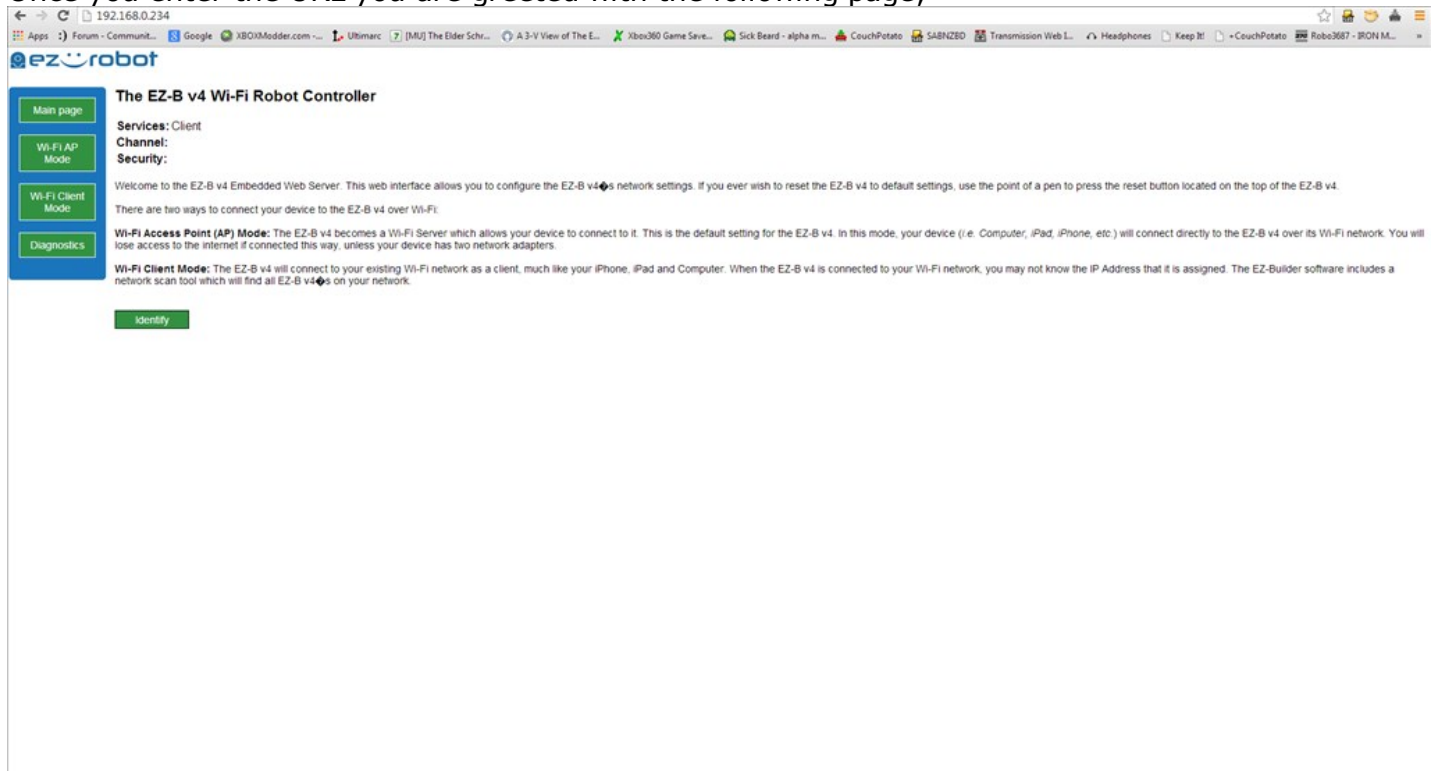 Once you enter the URL you are greeted with the following page,
192.168.0.234
Apps :) Forum - Communit... Google XBOXModder.com -... Ultimarc [MU] The Elder Schr... A 3-V View of The E... Xbox360 Game Save... Sick Beard - alpha m... CouchPotato SABNZBD Transmission Web I... Headphones Keep It! +CouchPotato Robo3687 - IRON M... »
ez robot
Main page
Wi-Fi AP
Mode
Wi-Fi Client
Mode
Diagnostics
The EZ-B v4 Wi-Fi Robot Controller
Services: Client
Channel:
Security:
Welcome to the EZ-B v4 Embedded Web Server. This web interface allows you to configure the EZ-B v4�s network settings. If you ever wish to reset the EZ-B v4 to default settings, use the point of a pen to press the reset button located on the top of the EZ-B v4.
There are two ways to connect your device to the EZ-B v4 over Wi-Fi:
Wi-Fi Access Point (AP) Mode: The EZ-B v4 becomes a Wi-Fi Server which allows your device to connect to it. This is the default setting for the EZ-B v4. In this mode, your device (i.e. Computer, iPad, iPhone, etc.) will connect directly to the EZ-B v4 over its Wi-Fi network. You will
lose access to the internet if connected this way, unless your device has two network adapters.
Wi-Fi Client Mode: The EZ-B v4 will connect to your existing Wi-Fi network as a client, much like your iPhone, iPad and Computer. When the EZ-B v4 is connected to your Wi-Fi network, you may not know the IP Address that it is assigned. The EZ-Builder software includes a
network scan tool which will find all EZ-B v4�s on your network.
Identify